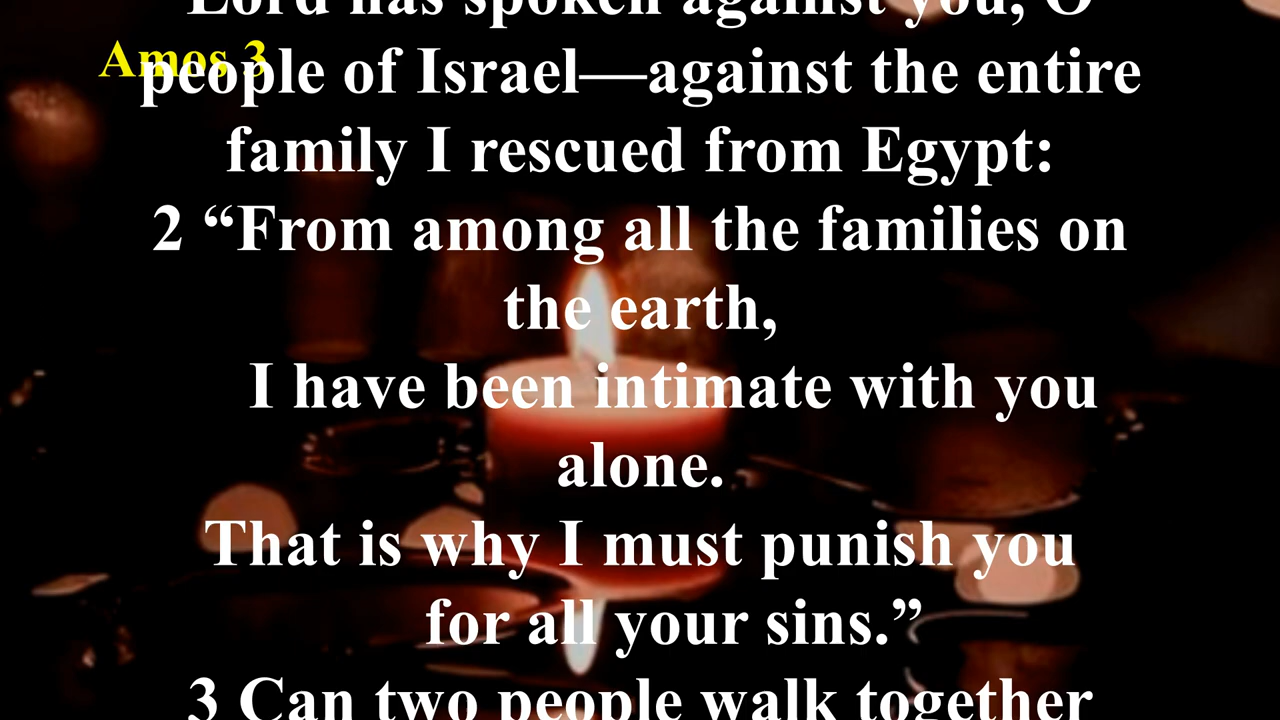 Lord has spoken against you, O
Amos 3
people of Israel—against the entire
family I rescued from Egypt:
2 “From among all the families on
the earth,
I have been intimate with you
alone.
That is why I must punish you
for all your sins.”
3 Can two people walk together